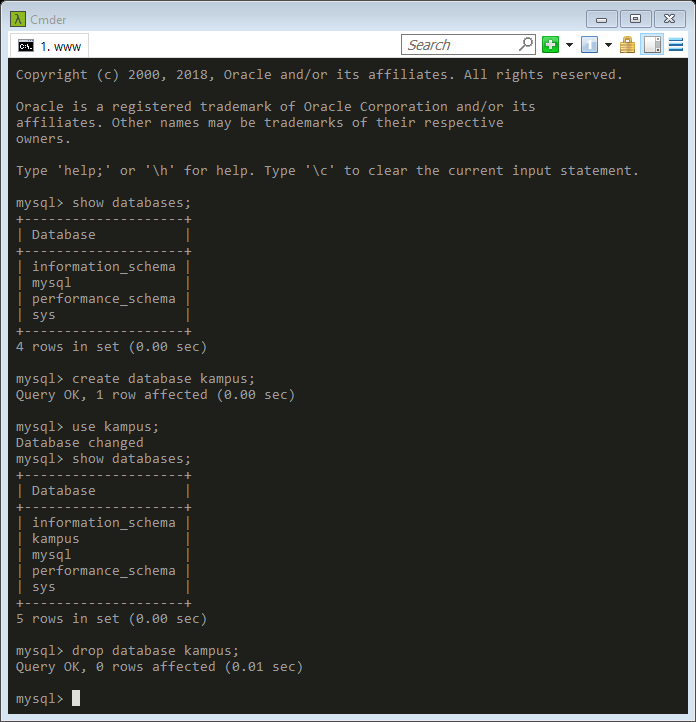 Cmder
1. www
Search
Copyright (c) 2000, 2018, Oracle and/or its affiliates. All rights reserved.
Oracle is a registered trademark of Oracle Corporation and/or its
affiliates. Other names may be trademarks of their respective
owners.
Type 'help;' or '\h' for help. Type '\c' to clear the current input statement.
mysql> show databases;
+--------------------+
| Database           |
+--------------------+
| information_schema |
| mysql              |
| performance_schema |
| sys                |
+--------------------+
4 rows in set (0.00 sec)
mysql> create database kampus;
Query OK, 1 row affected (0.00 sec)
mysql> use kampus;
Database changed
mysql> show databases;
+--------------------+
| Database           |
+--------------------+
| information_schema |
| kampus             |
| mysql              |
| performance_schema |
| sys                |
+--------------------+
5 rows in set (0.00 sec)
mysql> drop database kampus;
Query OK, 0 rows affected (0.01 sec)
mysql>